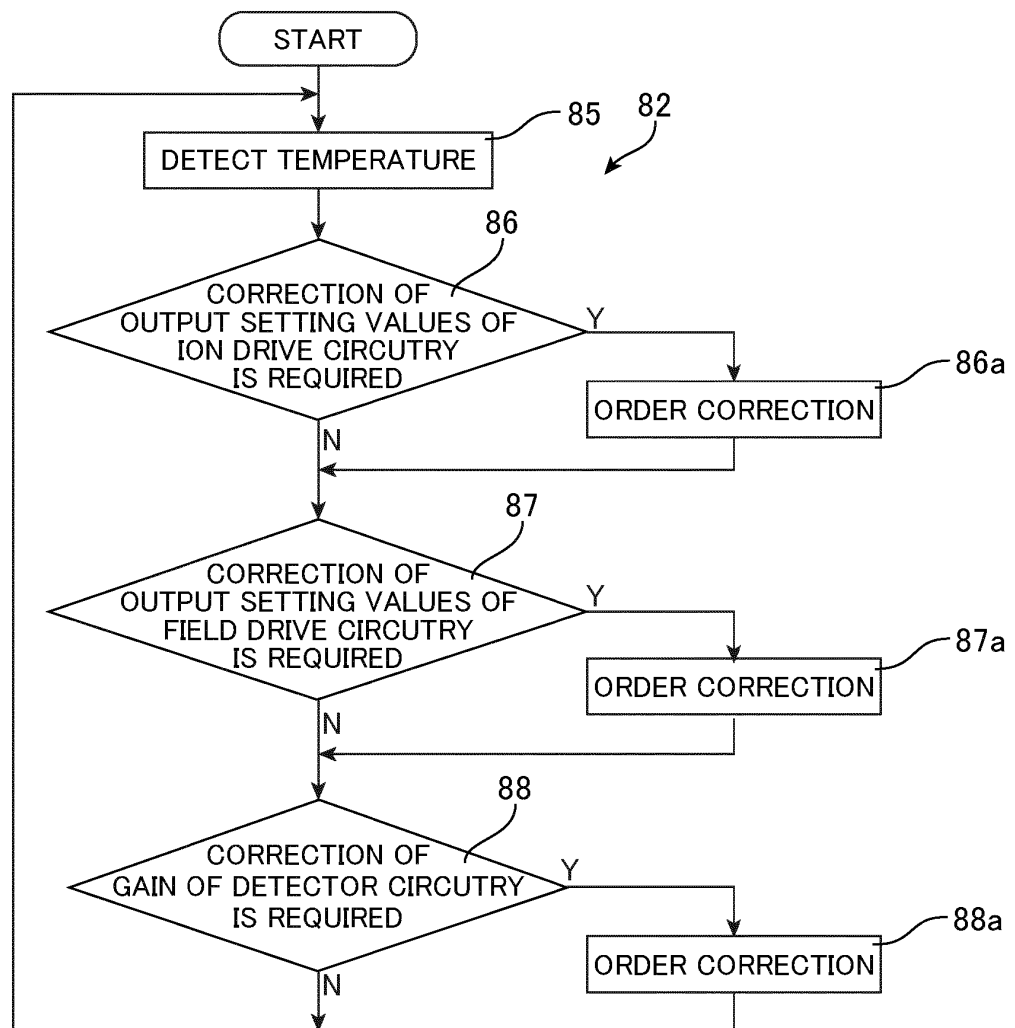 START
85
82
DETECT TEMPERATURE
86
CORRECTION OF
OUTPUT SETTING VALUES OF
ION DRIVE CIRCUTRY
IS REQUIRED
Y
86a
ORDER CORRECTION
N
87
CORRECTION OF
OUTPUT SETTING VALUES OF
FIELD DRIVE CIRCUTRY
IS REQUIRED
Y
87a
ORDER CORRECTION
N
88
CORRECTION OF
GAIN OF DETECTOR CIRCUTRY
IS REQUIRED
Y
88a
ORDER CORRECTION
N